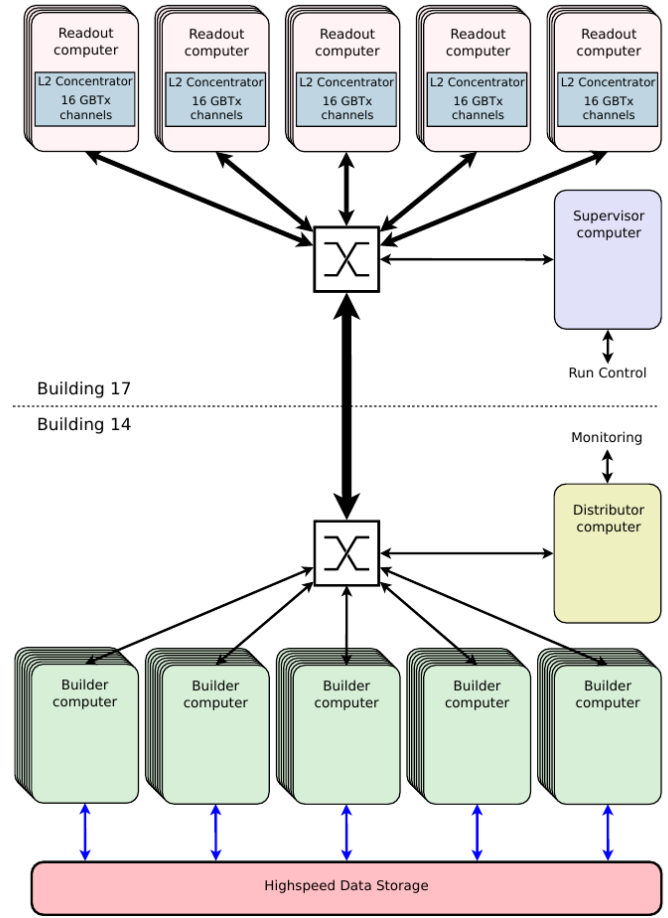 Readout
computer
L2 Concentrator
16 GBTx
channels
Readout
computer
L2 Concentrator
16 GBTx
channels
Readout
computer
L2 Concentrator
16 GBTx
channels
Readout
computer
L2 Concentrator
16 GBTx
channels
Readout
computer
L2 Concentrator
16 GBTx
channels
Supervisor
computer
Run Control
Building 17
Building 14
Monitoring
Distributor
computer
Builder
computer
Builder
computer
Builder
computer
Builder
computer
Builder
computer
Highspeed Data Storage